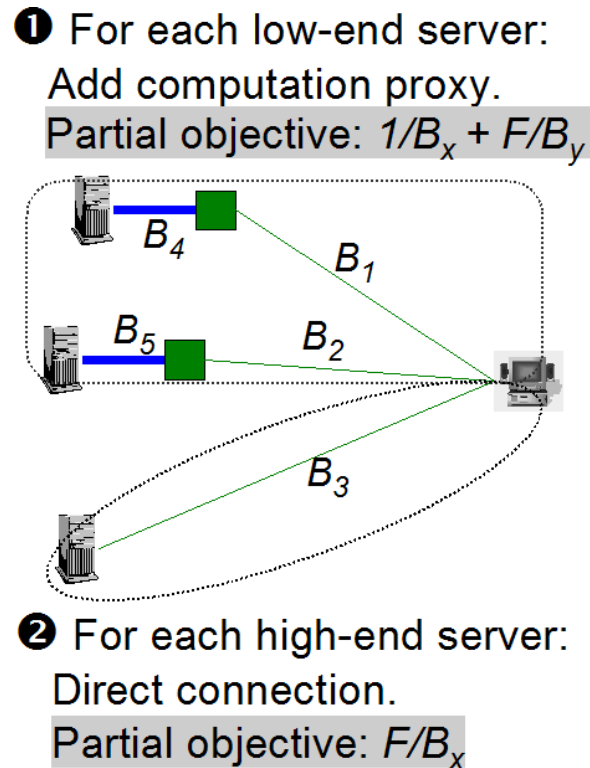 ❶ For each low-end server:
Add computation proxy.
Partial objective: 1/Bₓ + F/Bᵧ
B₄
B₁
B₅
B₂
B₃
❷ For each high-end server:
Direct connection.
Partial objective: F/Bₓ